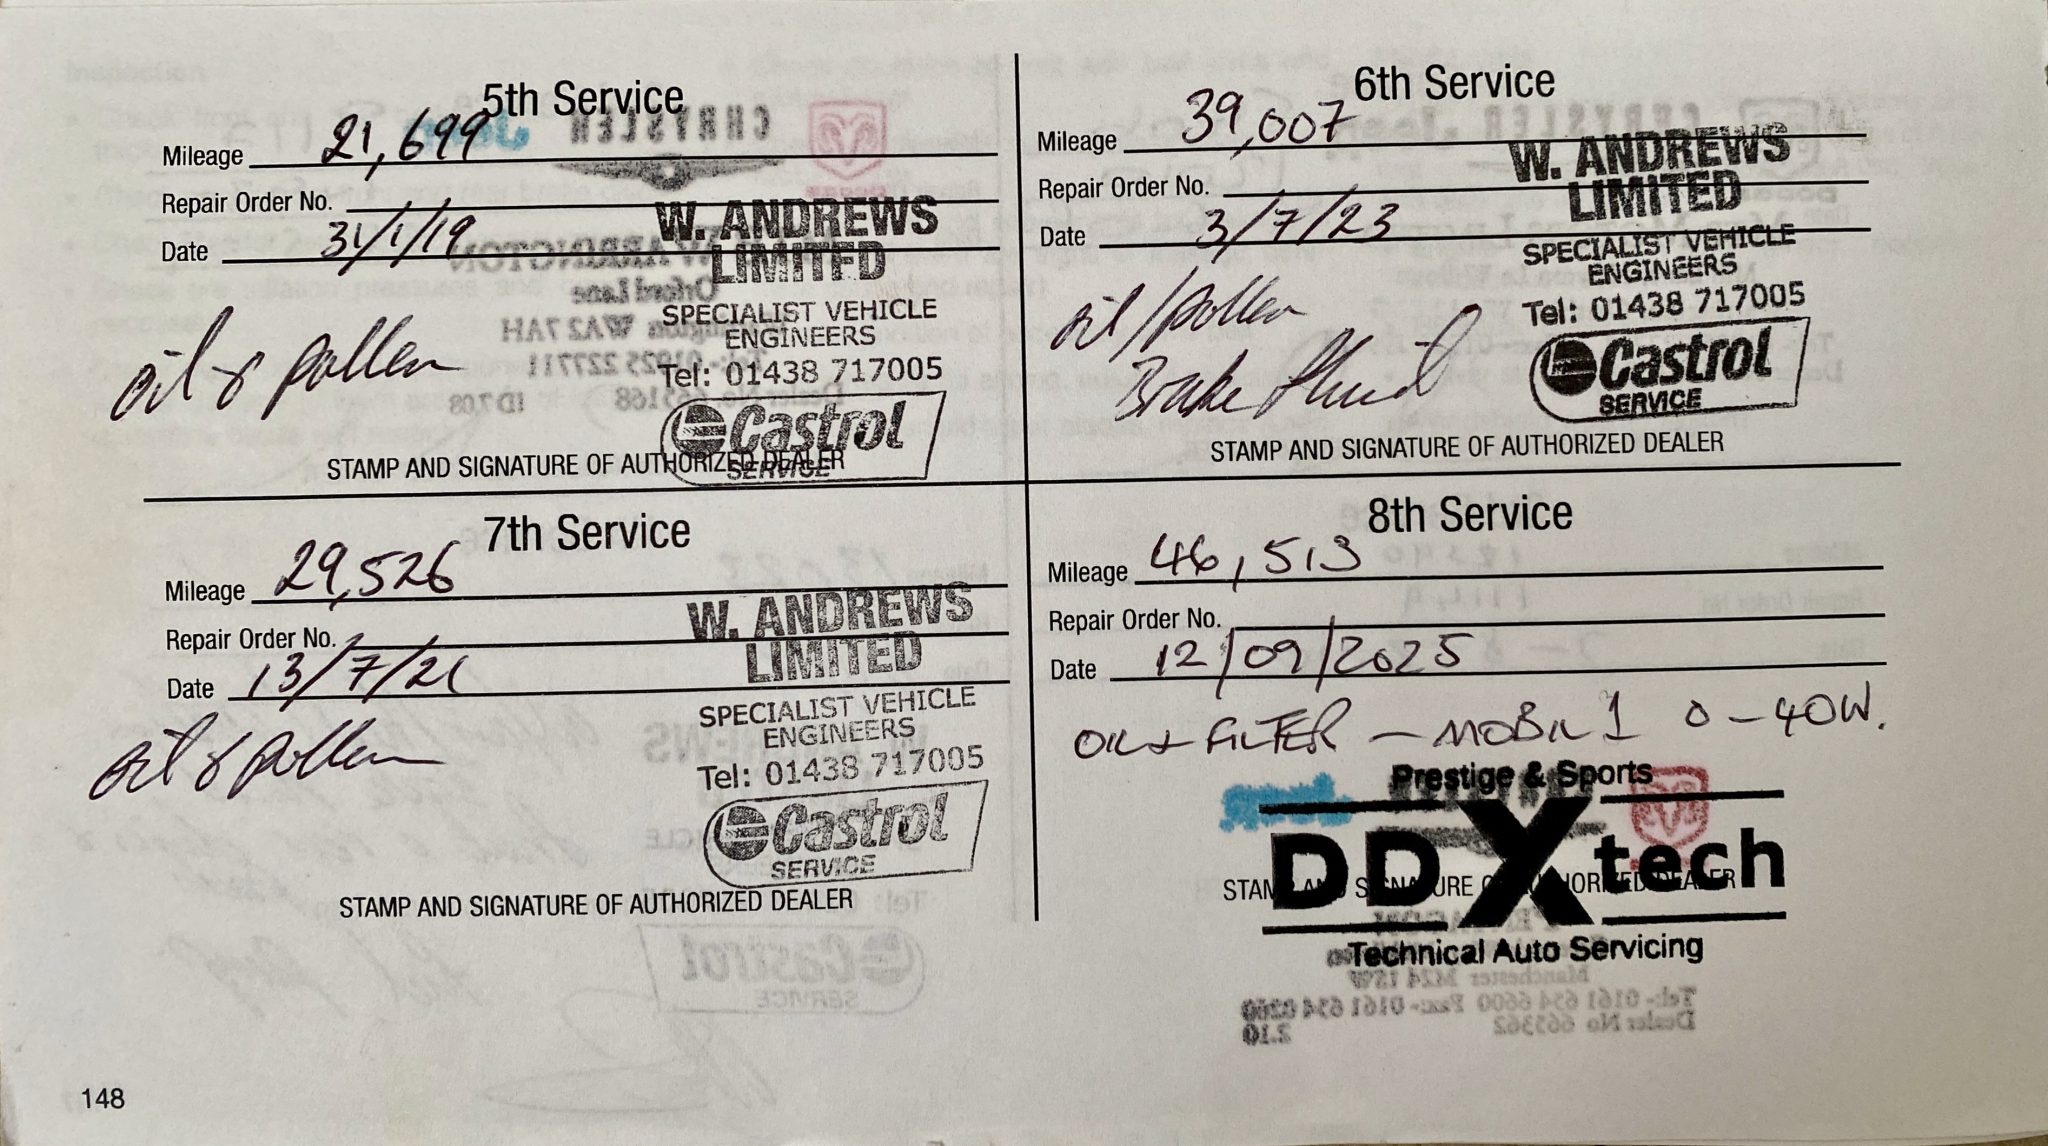 5th Service
Mileage 21,699
Repair Order No.
Date 31/1/19
W. ANDREWS
LIMITED
SPECIALIST VEHICLE
ENGINEERS
Tel: 01438 717005
Castrol
SERVICE
oil & pollen
STAMP AND SIGNATURE OF AUTHORIZED DEALER
6th Service
Mileage 39,007
Repair Order No.
Date 3/7/23
W. ANDREWS
LIMITED
SPECIALIST VEHICLE
ENGINEERS
Tel: 01438 717005
Castrol
SERVICE
oil/pollen
Brake fluid
STAMP AND SIGNATURE OF AUTHORIZED DEALER
7th Service
Mileage 29,526
Repair Order No.
Date 13/7/21
W. ANDREWS
LIMITED
SPECIALIST VEHICLE
ENGINEERS
Tel: 01438 717005
Castrol
SERVICE
oil & pollen
STAMP AND SIGNATURE OF AUTHORIZED DEALER
8th Service
Mileage 46,513
Repair Order No.
Date 12/09/2025
OIL + FILTER – MOBIL 1 0-40W.
Prestige & Sports
DDXtech
STAMP AND SIGNATURE OF AUTHORIZED DEALER
Technical Auto Servicing
148